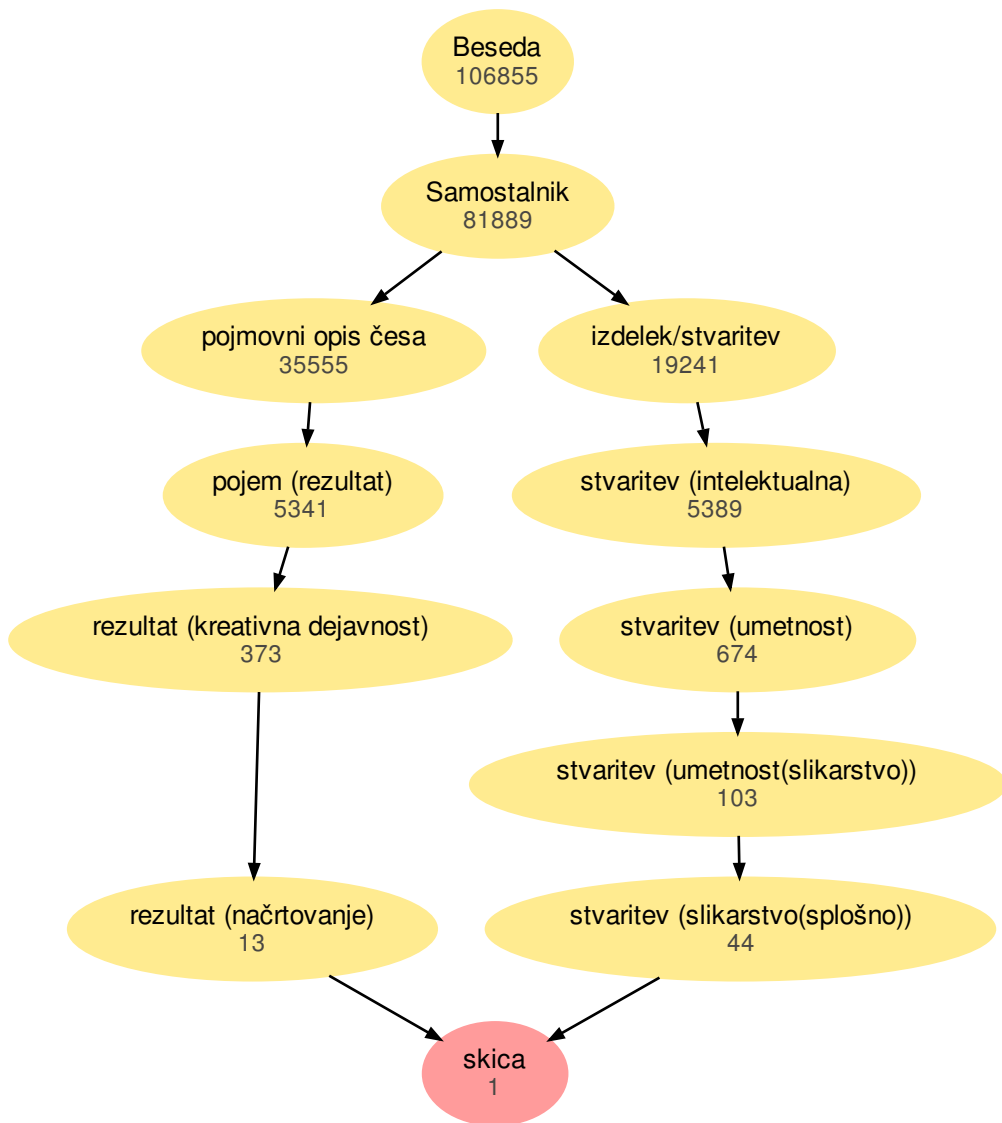 Beseda
106855
Samostalnik
81889
pojmovni opis česa
35555
izdelek/stvaritev
19241
pojem (rezultat)
5341
stvaritev (intelektualna)
5389
rezultat (kreativna dejavnost)
373
stvaritev (umetnost)
674
stvaritev (umetnost(slikarstvo))
103
rezultat (načrtovanje)
13
stvaritev (slikarstvo(splošno))
44
skica
1